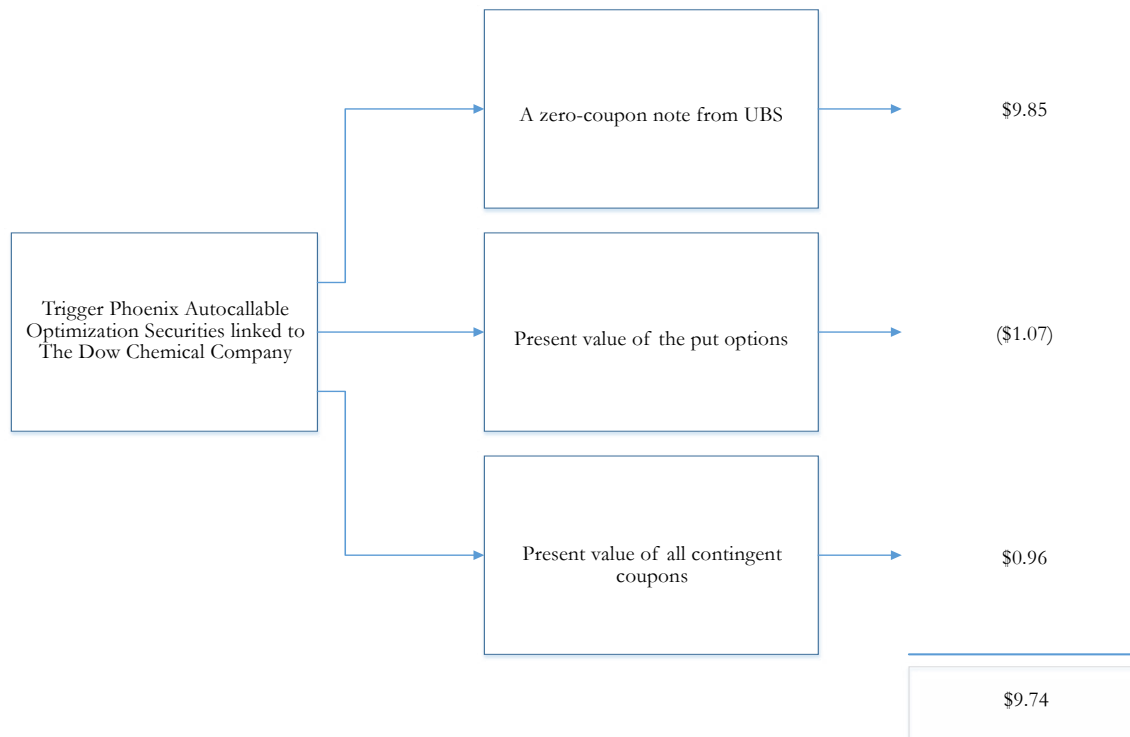 A zero-coupon note from UBS
$9.85
Trigger Phoenix Autocallable
Optimization Securities linked to
The Dow Chemical Company
Present value of the put options
($1.07)
Present value of all contingent
coupons
$0.96
$9.74